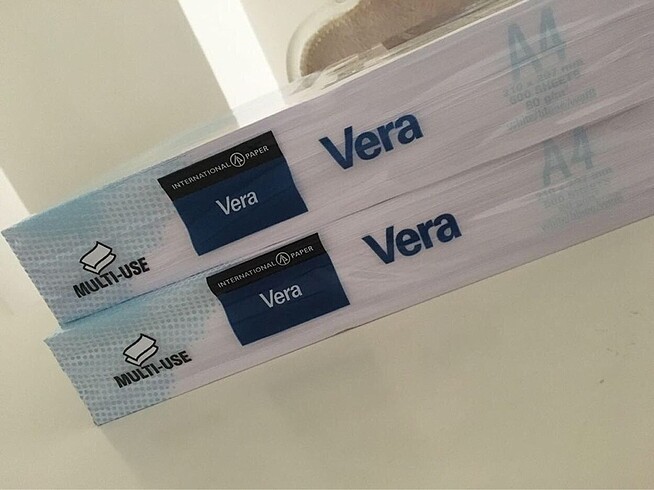 INTERNATIONAL PAPER
Vera
Vera
MULTI-USE
A4
INTERNATIONAL PAPER
Vera
Vera
MULTI-USE
A4